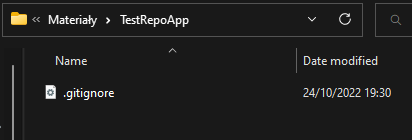 Materiały > TestRepoApp
Name Date modified
.gitignore 24/10/2022 19:30